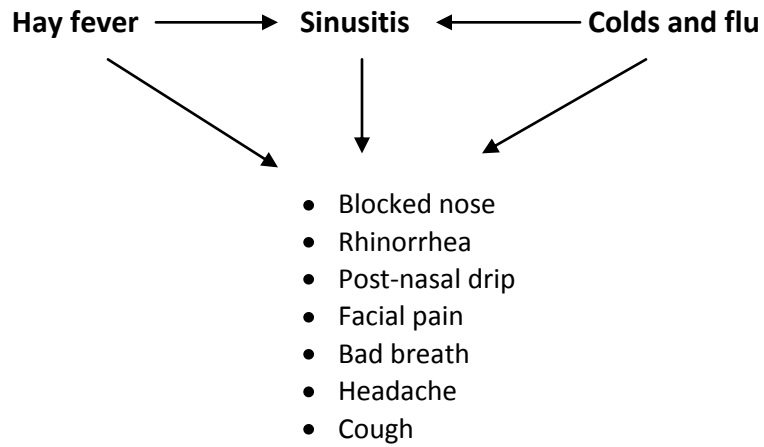 Hay fever Sinusitis Colds and flu
• Blocked nose
• Rhinorrhea
• Post-nasal drip
• Facial pain
• Bad breath
• Headache
• Cough